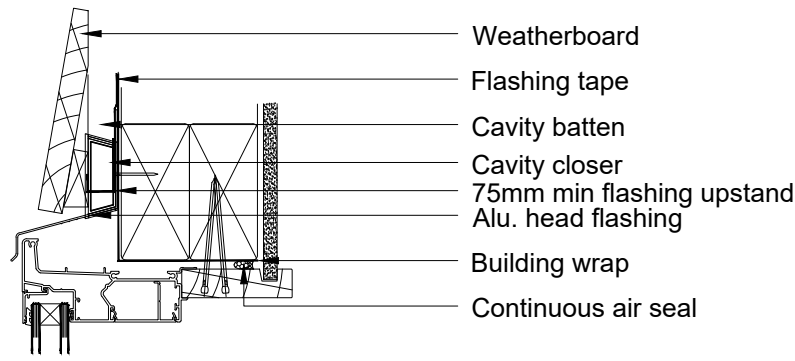 Weatherboard
Flashing tape
Cavity batten
Cavity closer
75mm min flashing upstand
Alu. head flashing
Building wrap
Continuous air seal